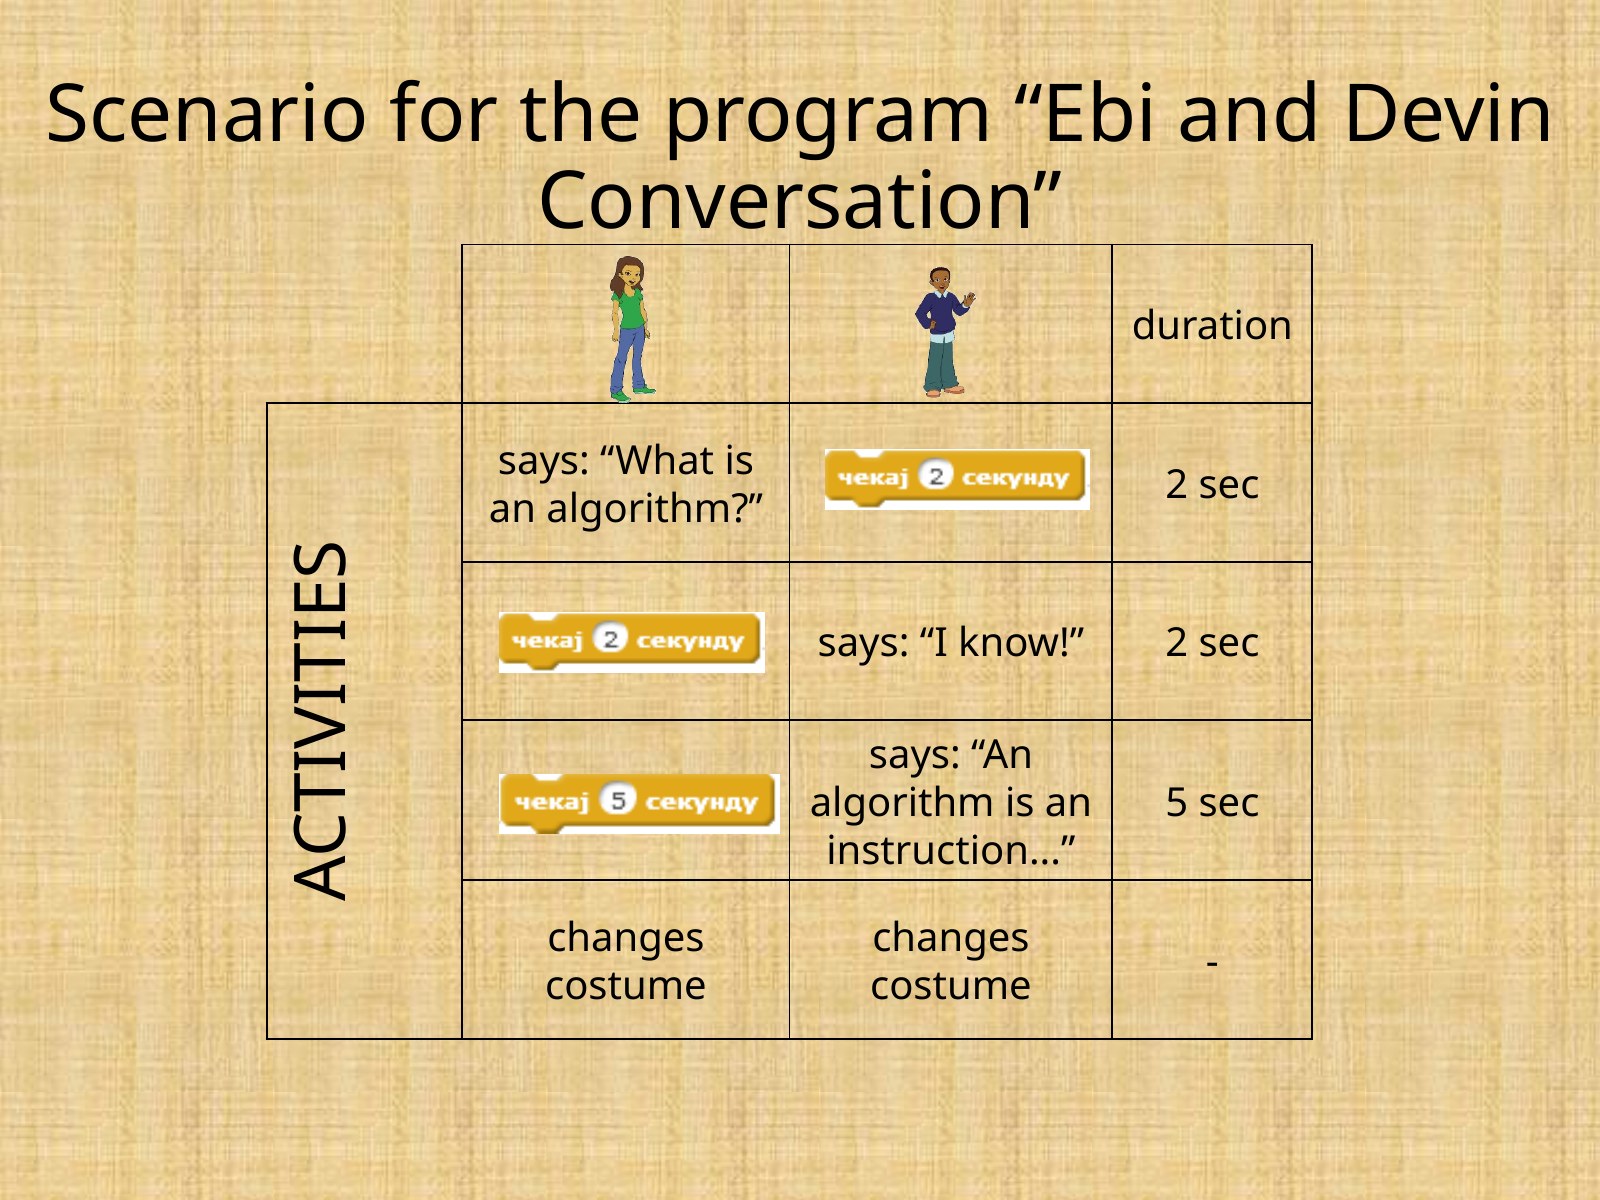 Scenario for the program “Ebi and Devin
Conversation”
duration
ACTIVITIES
says: “What is
an algorithm?”
чекај 2 секунду
2 sec
чекај 2 секунду
says: “I know!”
2 sec
чекај 5 секунду
says: “An
algorithm is an
instruction...”
5 sec
changes
costume
changes
costume
-